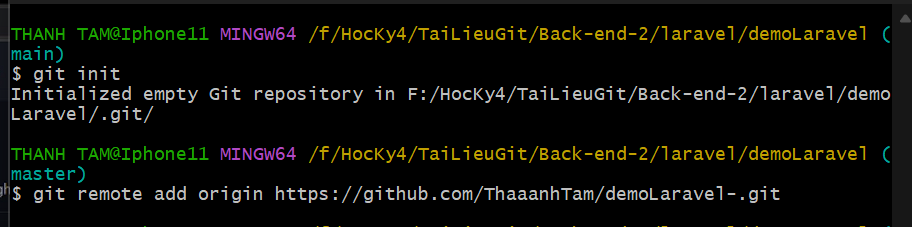 THANH TAM@Iphone11 MINGW64 /f/HocKy4/TaiLieuGit/Back-end-2/laravel/demoLaravel (
main)
$ git init
Initialized empty Git repository in F:/HocKy4/TaiLieuGit/Back-end-2/laravel/demo
Laravel/.git/
THANH TAM@Iphone11 MINGW64 /f/HocKy4/TaiLieuGit/Back-end-2/laravel/demoLaravel (
master)
$ git remote add origin https://github.com/ThaaanhTam/demoLaravel-.git